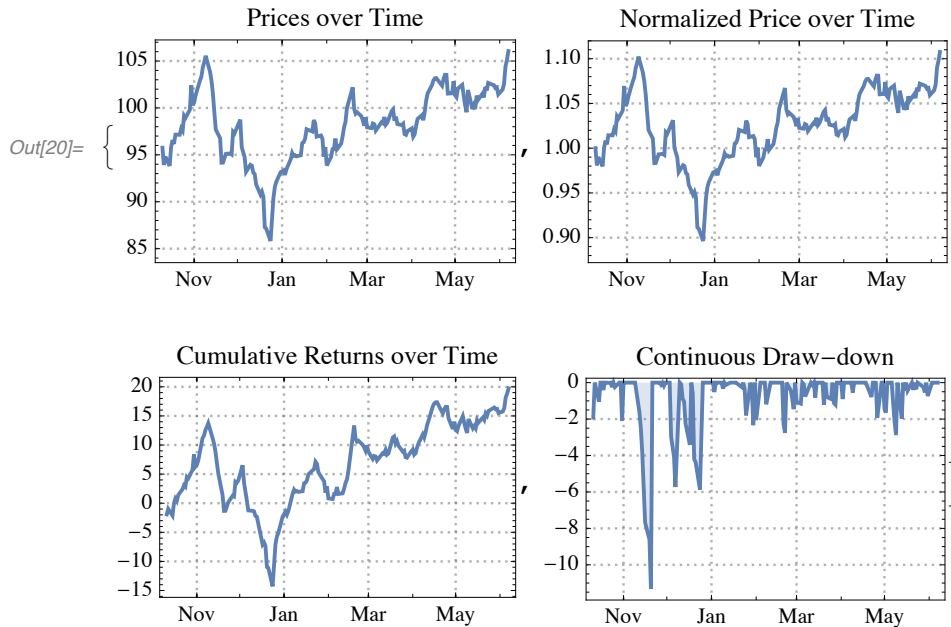 Prices over Time
105
100
95
90
85
Nov Jan Mar May
Out[20]= {
,
Normalized Price over Time
1.10
1.05
1.00
0.95
0.90
Nov Jan Mar May
Cumulative Returns over Time
20
15
10
5
0
−5
−10
−15
Nov Jan Mar May
,
Continuous Draw−down
0
−2
−4
−6
−8
−10
Nov Jan Mar May